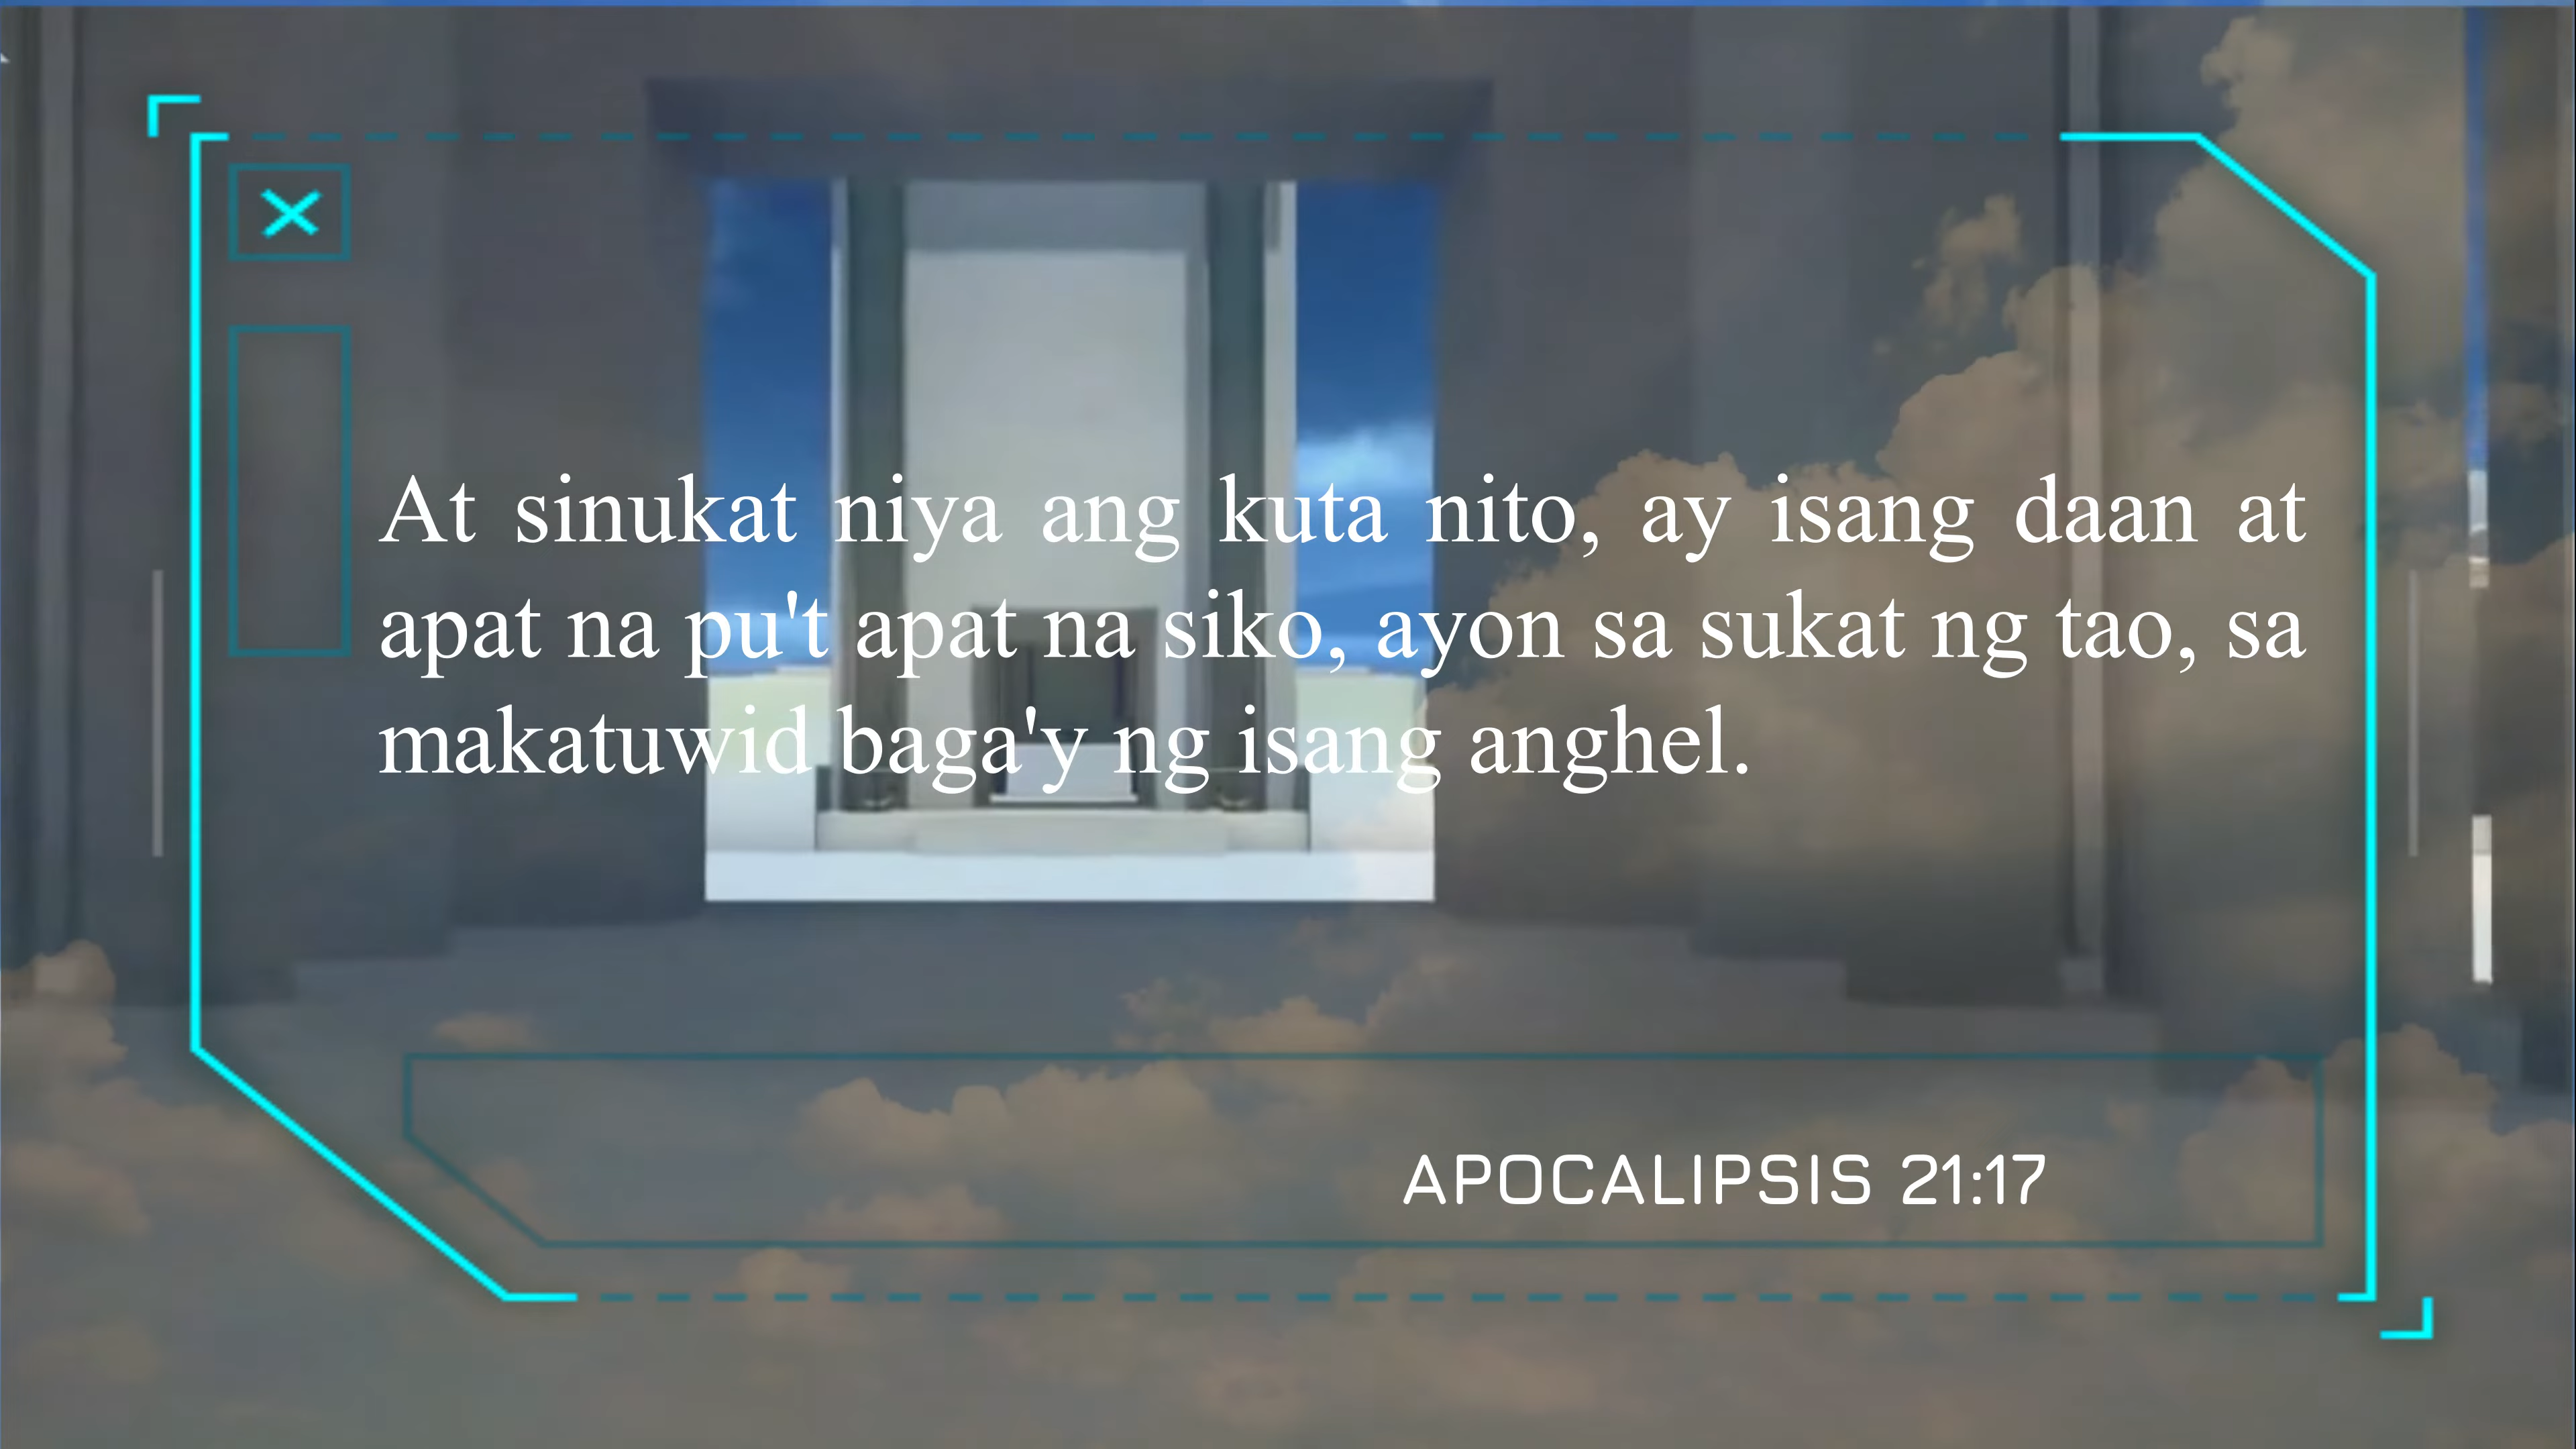 At sinukat niya ang kuta nito, ay isang daan at
apat na pu't apat na siko, ayon sa sukat ng tao, sa
makatuwid baga'y ng isang anghel.
APOCALIPSIS 21:17